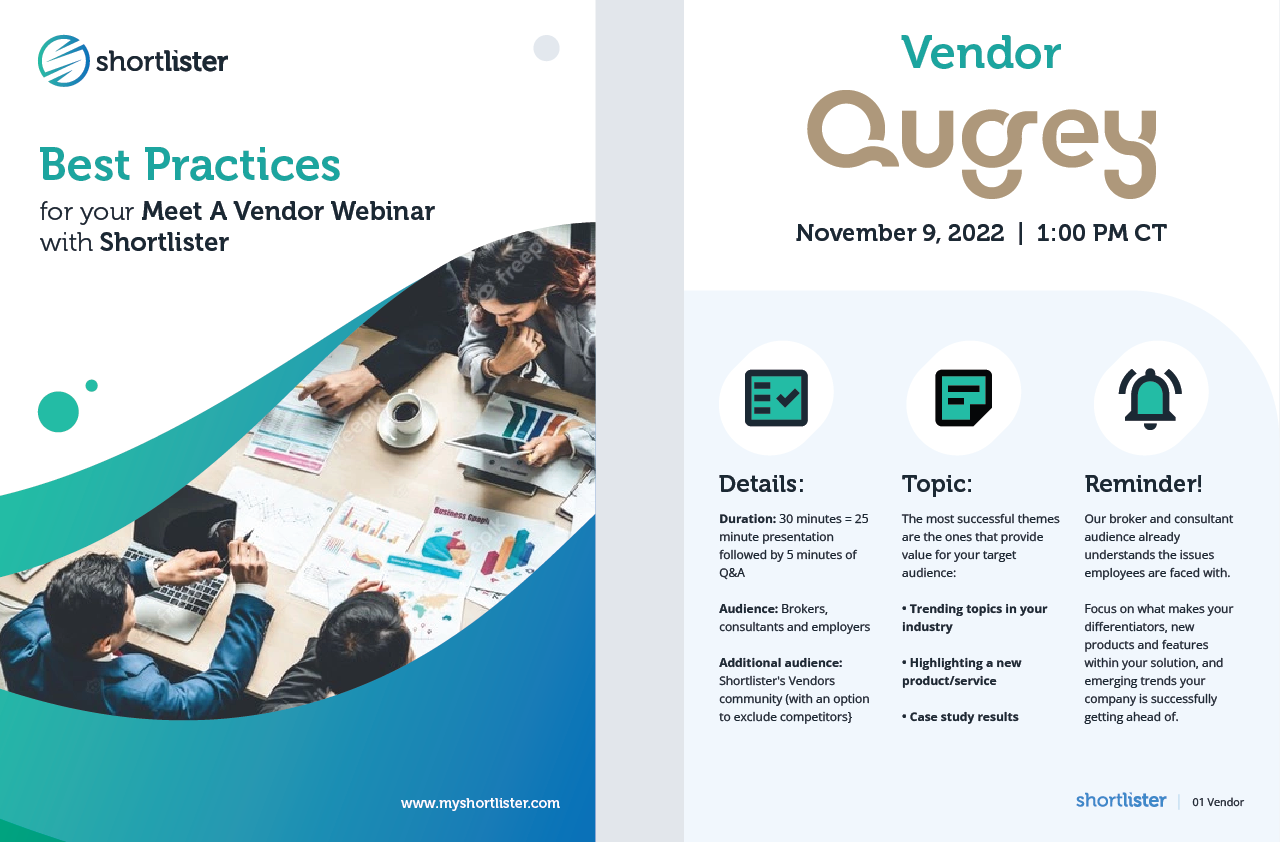 shortlister
Best Practices
for your Meet A Vendor Webinar
with Shortlister
freepik
freepik
Business Graph
www.myshortlister.com
Vendor
Qugey
November 9, 2022 | 1:00 PM CT
Details:
Duration: 30 minutes = 25
minute presentation
followed by 5 minutes of
Q&A
Audience: Brokers,
consultants and employers
Additional audience:
Shortlister's Vendors
community (with an option
to exclude competitors}
Topic:
The most successful themes
are the ones that provide
value for your target
audience:
• Trending topics in your
industry
• Highlighting a new
product/service
• Case study results
Reminder!
Our broker and consultant
audience already
understands the issues
employees are faced with.
Focus on what makes your
differentiators, new
products and features
within your solution, and
emerging trends your
company is successfully
getting ahead of.
shortlister | 01 Vendor